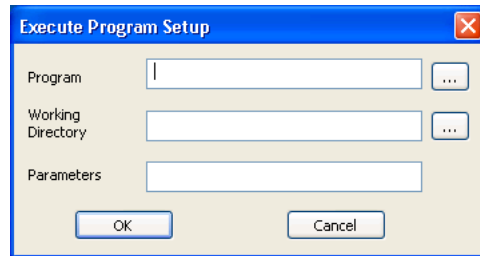 Execute Program Setup
Program
...
Working
Directory
...
Parameters
OK
Cancel